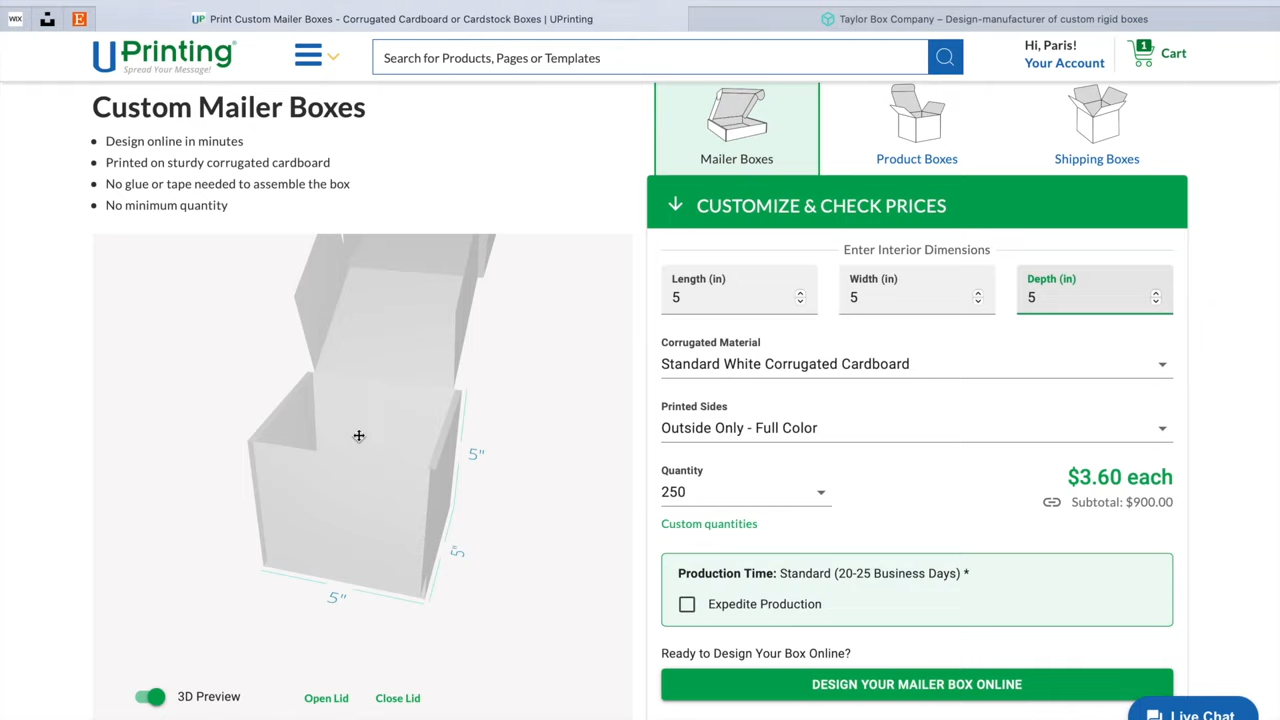 WIX
E
UP Print Custom Mailer Boxes - Corrugated Cardboard or Cardstock Boxes | UPrinting
Taylor Box Company – Design-manufacturer of custom rigid boxes
UPrinting
Spread Your Message!
Search for Products, Pages or Templates
Hi, Paris!
Your Account
1
Cart
Custom Mailer Boxes
Design online in minutes
Printed on sturdy corrugated cardboard
No glue or tape needed to assemble the box
No minimum quantity
Mailer Boxes
Product Boxes
Shipping Boxes
CUSTOMIZE & CHECK PRICES
Enter Interior Dimensions
Length (in)
5
Width (in)
5
Depth (in)
5
Corrugated Material
Standard White Corrugated Cardboard
Printed Sides
Outside Only - Full Color
Quantity
250
$3.60 each
Subtotal: $900.00
Custom quantities
Production Time: Standard (20-25 Business Days) *
Expedite Production
Ready to Design Your Box Online?
DESIGN YOUR MAILER BOX ONLINE
Live Chat
5"
5"
5"
3D Preview
Open Lid
Close Lid